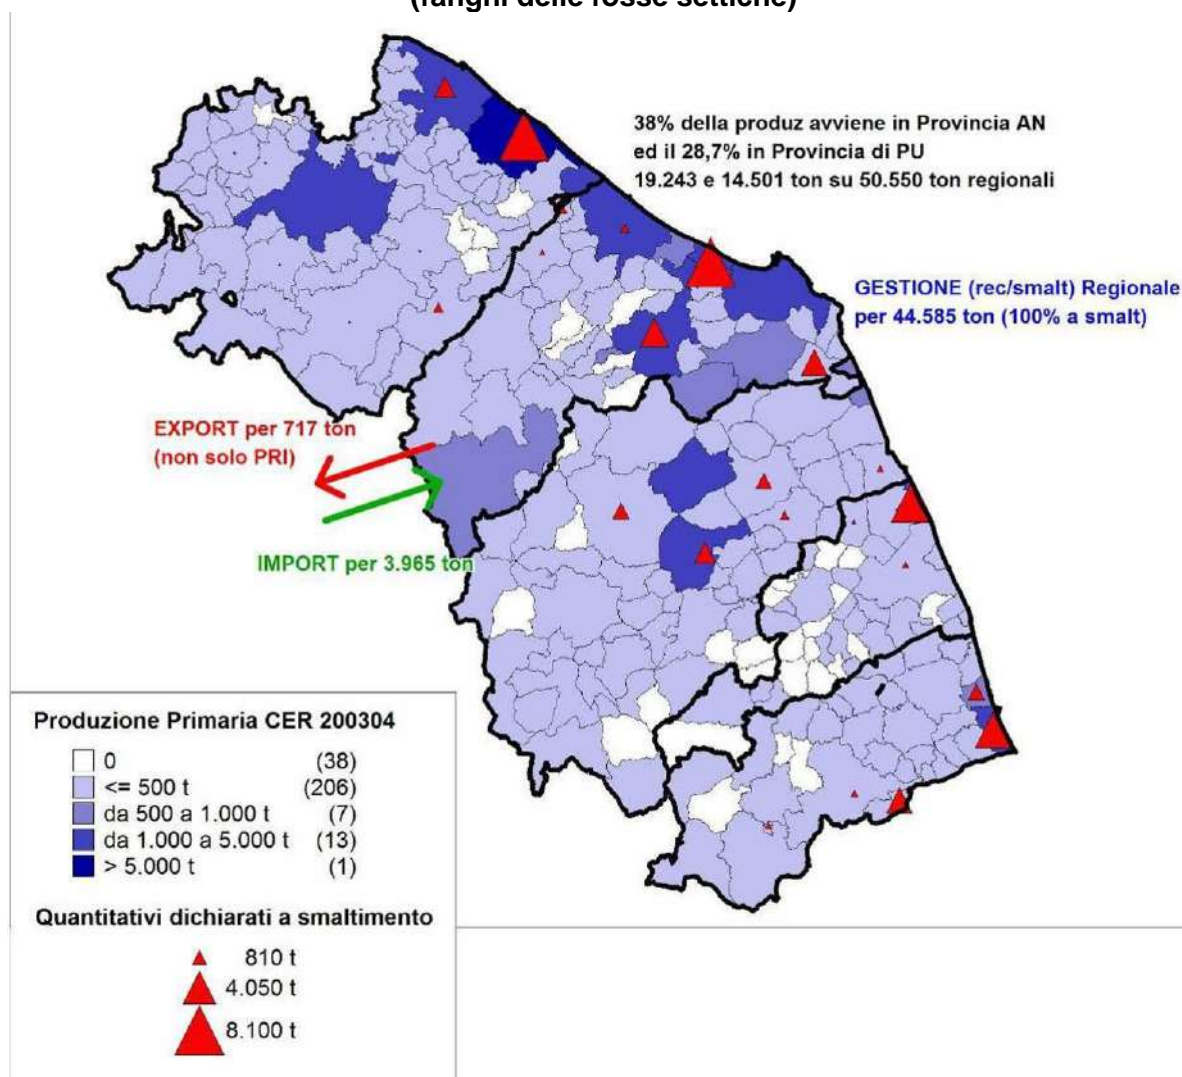 (fanghi delle fosse settiche)
38% della produz avviene in Provincia AN
ed il 28,7% in Provincia di PU
19.243 e 14.501 ton su 50.550 ton regionali
GESTIONE (rec/smalt) Regionale
per 44.585 ton (100% a smalt)
EXPORT per 717 ton
(non solo PRI)
IMPORT per 3.965 ton
Produzione Primaria CER 200304
0 (38)
<= 500 t (206)
da 500 a 1.000 t (7)
da 1.000 a 5.000 t (13)
> 5.000 t (1)
Quantitativi dichiarati a smaltimento
810 t
4.050 t
8.100 t